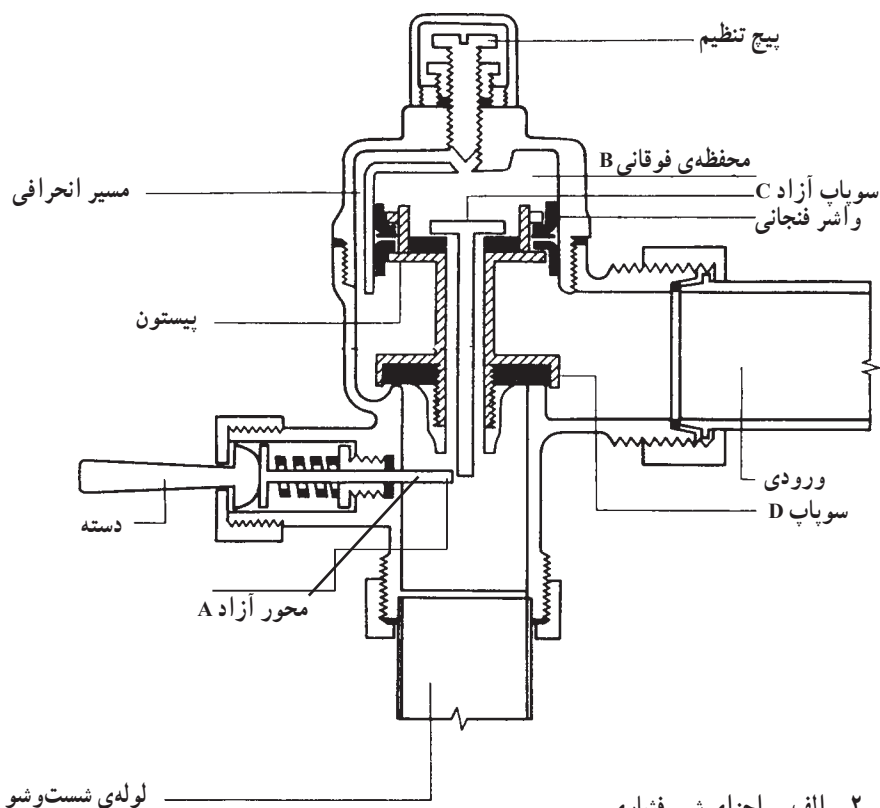 پیچ تنظیم
محفظه‌ی فوقانی B
سوپاپ آزاد C
واشر فنجانی
مسیر انحرافی
پیستون
ورودی
سوپاپ D
دسته
محور آزاد A
لوله‌ی شست‌وشو